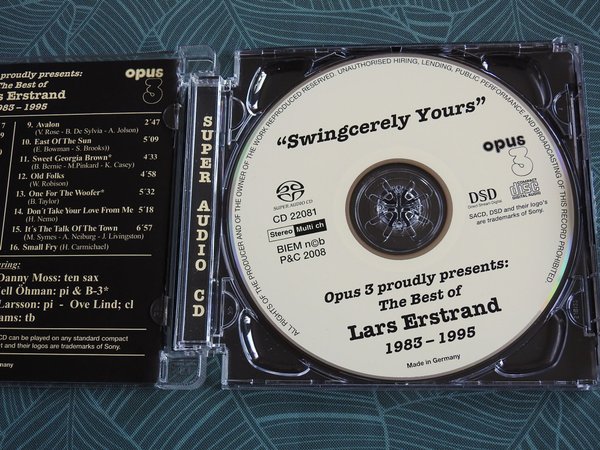 proudly presents:
The Best of
Lars Erstrand
1983 – 1995
opus
3
9. Avalon 2'47
(V. Rose - B. De Sylvia - A. Jolson)
10. East Of The Sun 5'09
(E. Bowman - S. Brooks))
11. Sweet Georgia Brown* 4'33
(B. Bernie - M.Pinkard - K. Casey)
12. Old Folks 4'58
(W. Robison)
13. One For The Woofer* 5'32
(B. Taylor)
14. Don't Take Your Love From Me 5'18
(H. Nemo)
15. It's The Talk Of The Town 6'57
(M. Symes - A. Neiburg - J. Livingston)
16. Small Fry (H. Carmichael)
Danny Moss: ten sax
Öhman: pi & B-3*
Larsson: pi - Ove Lind; cl
tb
CD can be played on any standard compact
and their logos are trademarks of Sony.
Germany
SUPER AUDIO CD
ALL RIGHTS OF THE PRODUCER AND OF THE OWNER OF THE WORK REPRODUCED RESERVED. UNAUTHORISED HIRING, LENDING, PUBLIC PERFORMANCE AND BROADCASTING OF THIS RECORD PROHIBITED.
"Swingcerely Yours"
opus
3
SUPER AUDIO CD
CD 22081
Stereo Multi ch
BIEM n©b
P&C 2008
COMPACT
disc
DSD
Direct Stream Digital
SACD, DSD and their logo's
are trademarks of Sony.
Opus 3 proudly presents:
The Best of
Lars Erstrand
1983 – 1995
Made in Germany